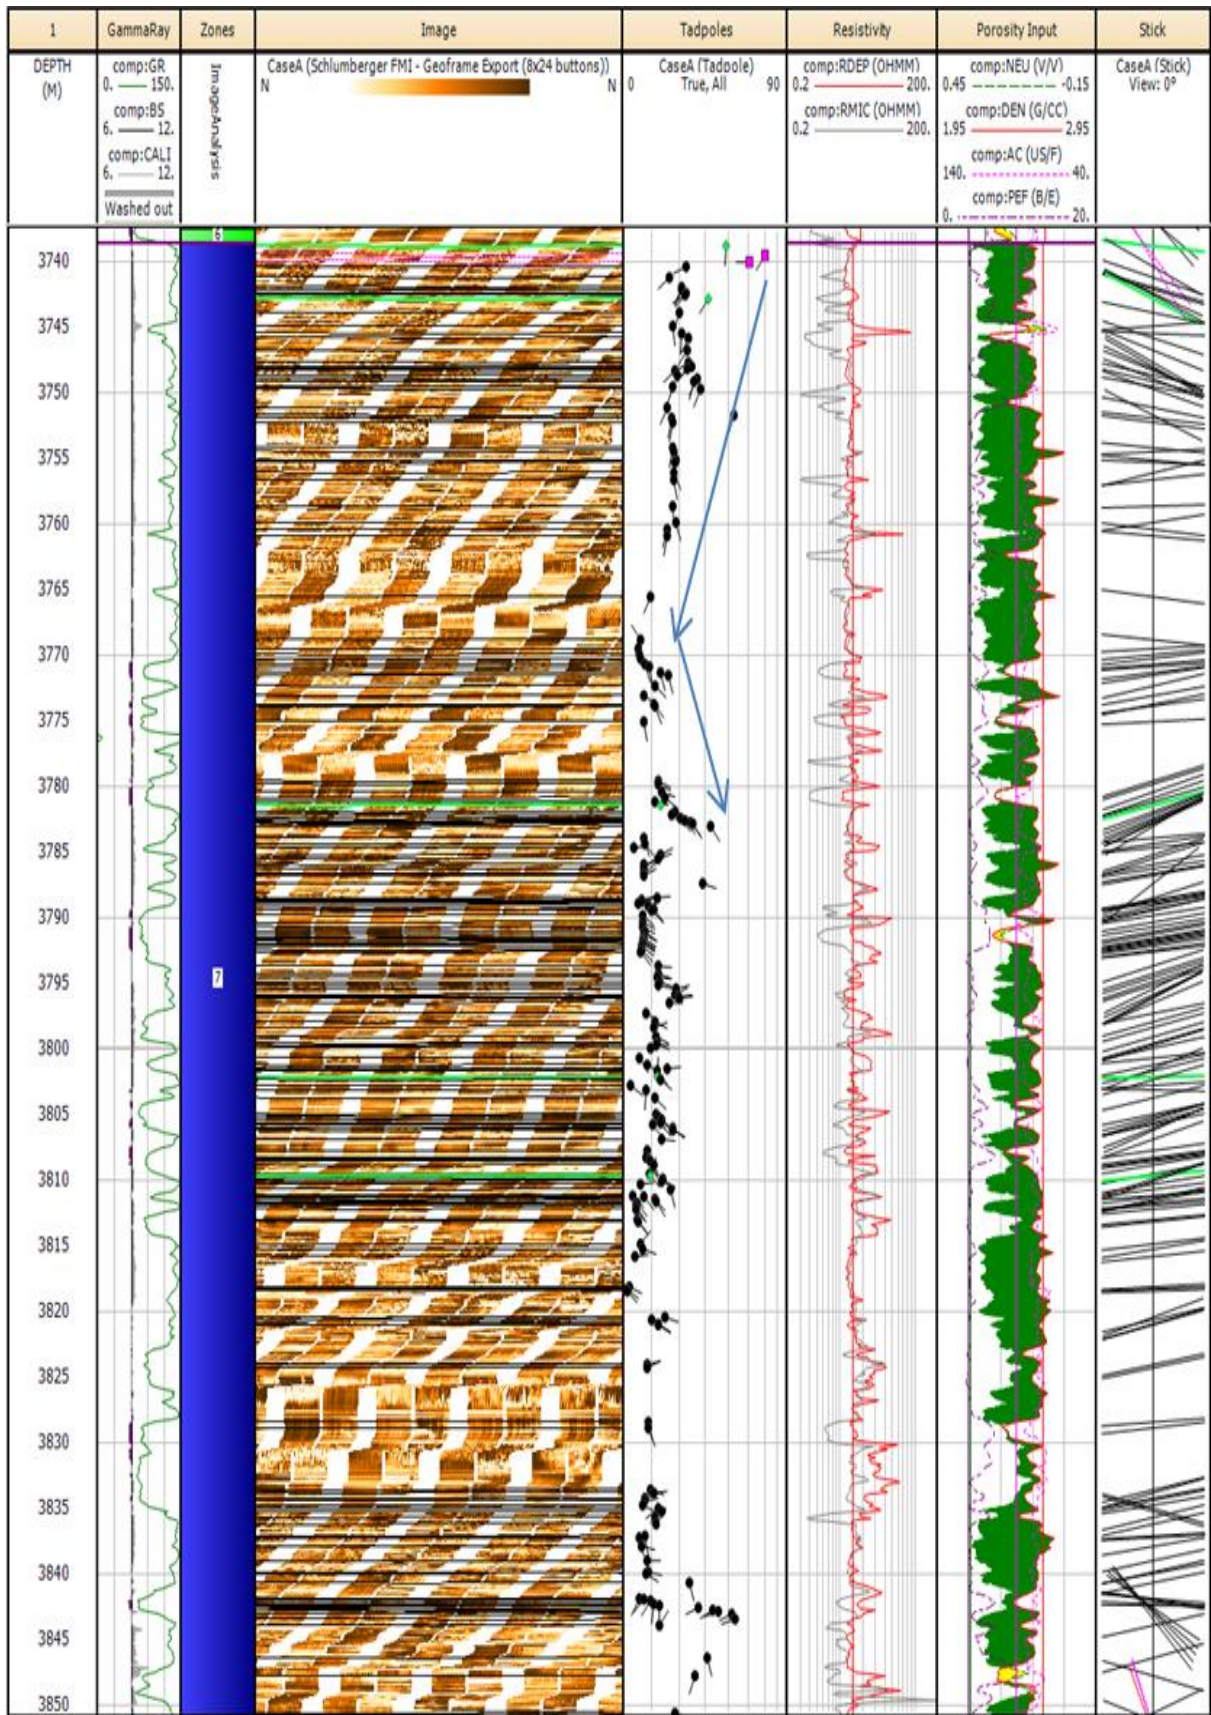 1 GammaRay Zones Image Tadpoles Resistivity Porosity Input Stick
DEPTH
(M)
comp:GR
0. 150.
comp:BS
6. 12.
comp:CALI
6. 12.
Washed out
ImageAnalysis
CaseA (Schlumberger FMI - Geoframe Export (8x24 buttons))
N N
CaseA (Tadpole)
0 True, All 90
comp:RDEP (OHMM)
0.2 200.
comp:RMIC (OHMM)
0.2 200.
comp:NEU (V/V)
0.45 -0.15
comp:DEN (G/CC)
1.95 2.95
comp:AC (US/F)
140. 40.
comp:PEF (B/E)
0. 20.
CaseA (Stick)
View: 0°
6
3740
3745
3750
3755
3760
3765
3770
3775
3780
3785
3790
3795
7
3800
3805
3810
3815
3820
3825
3830
3835
3840
3845
3850